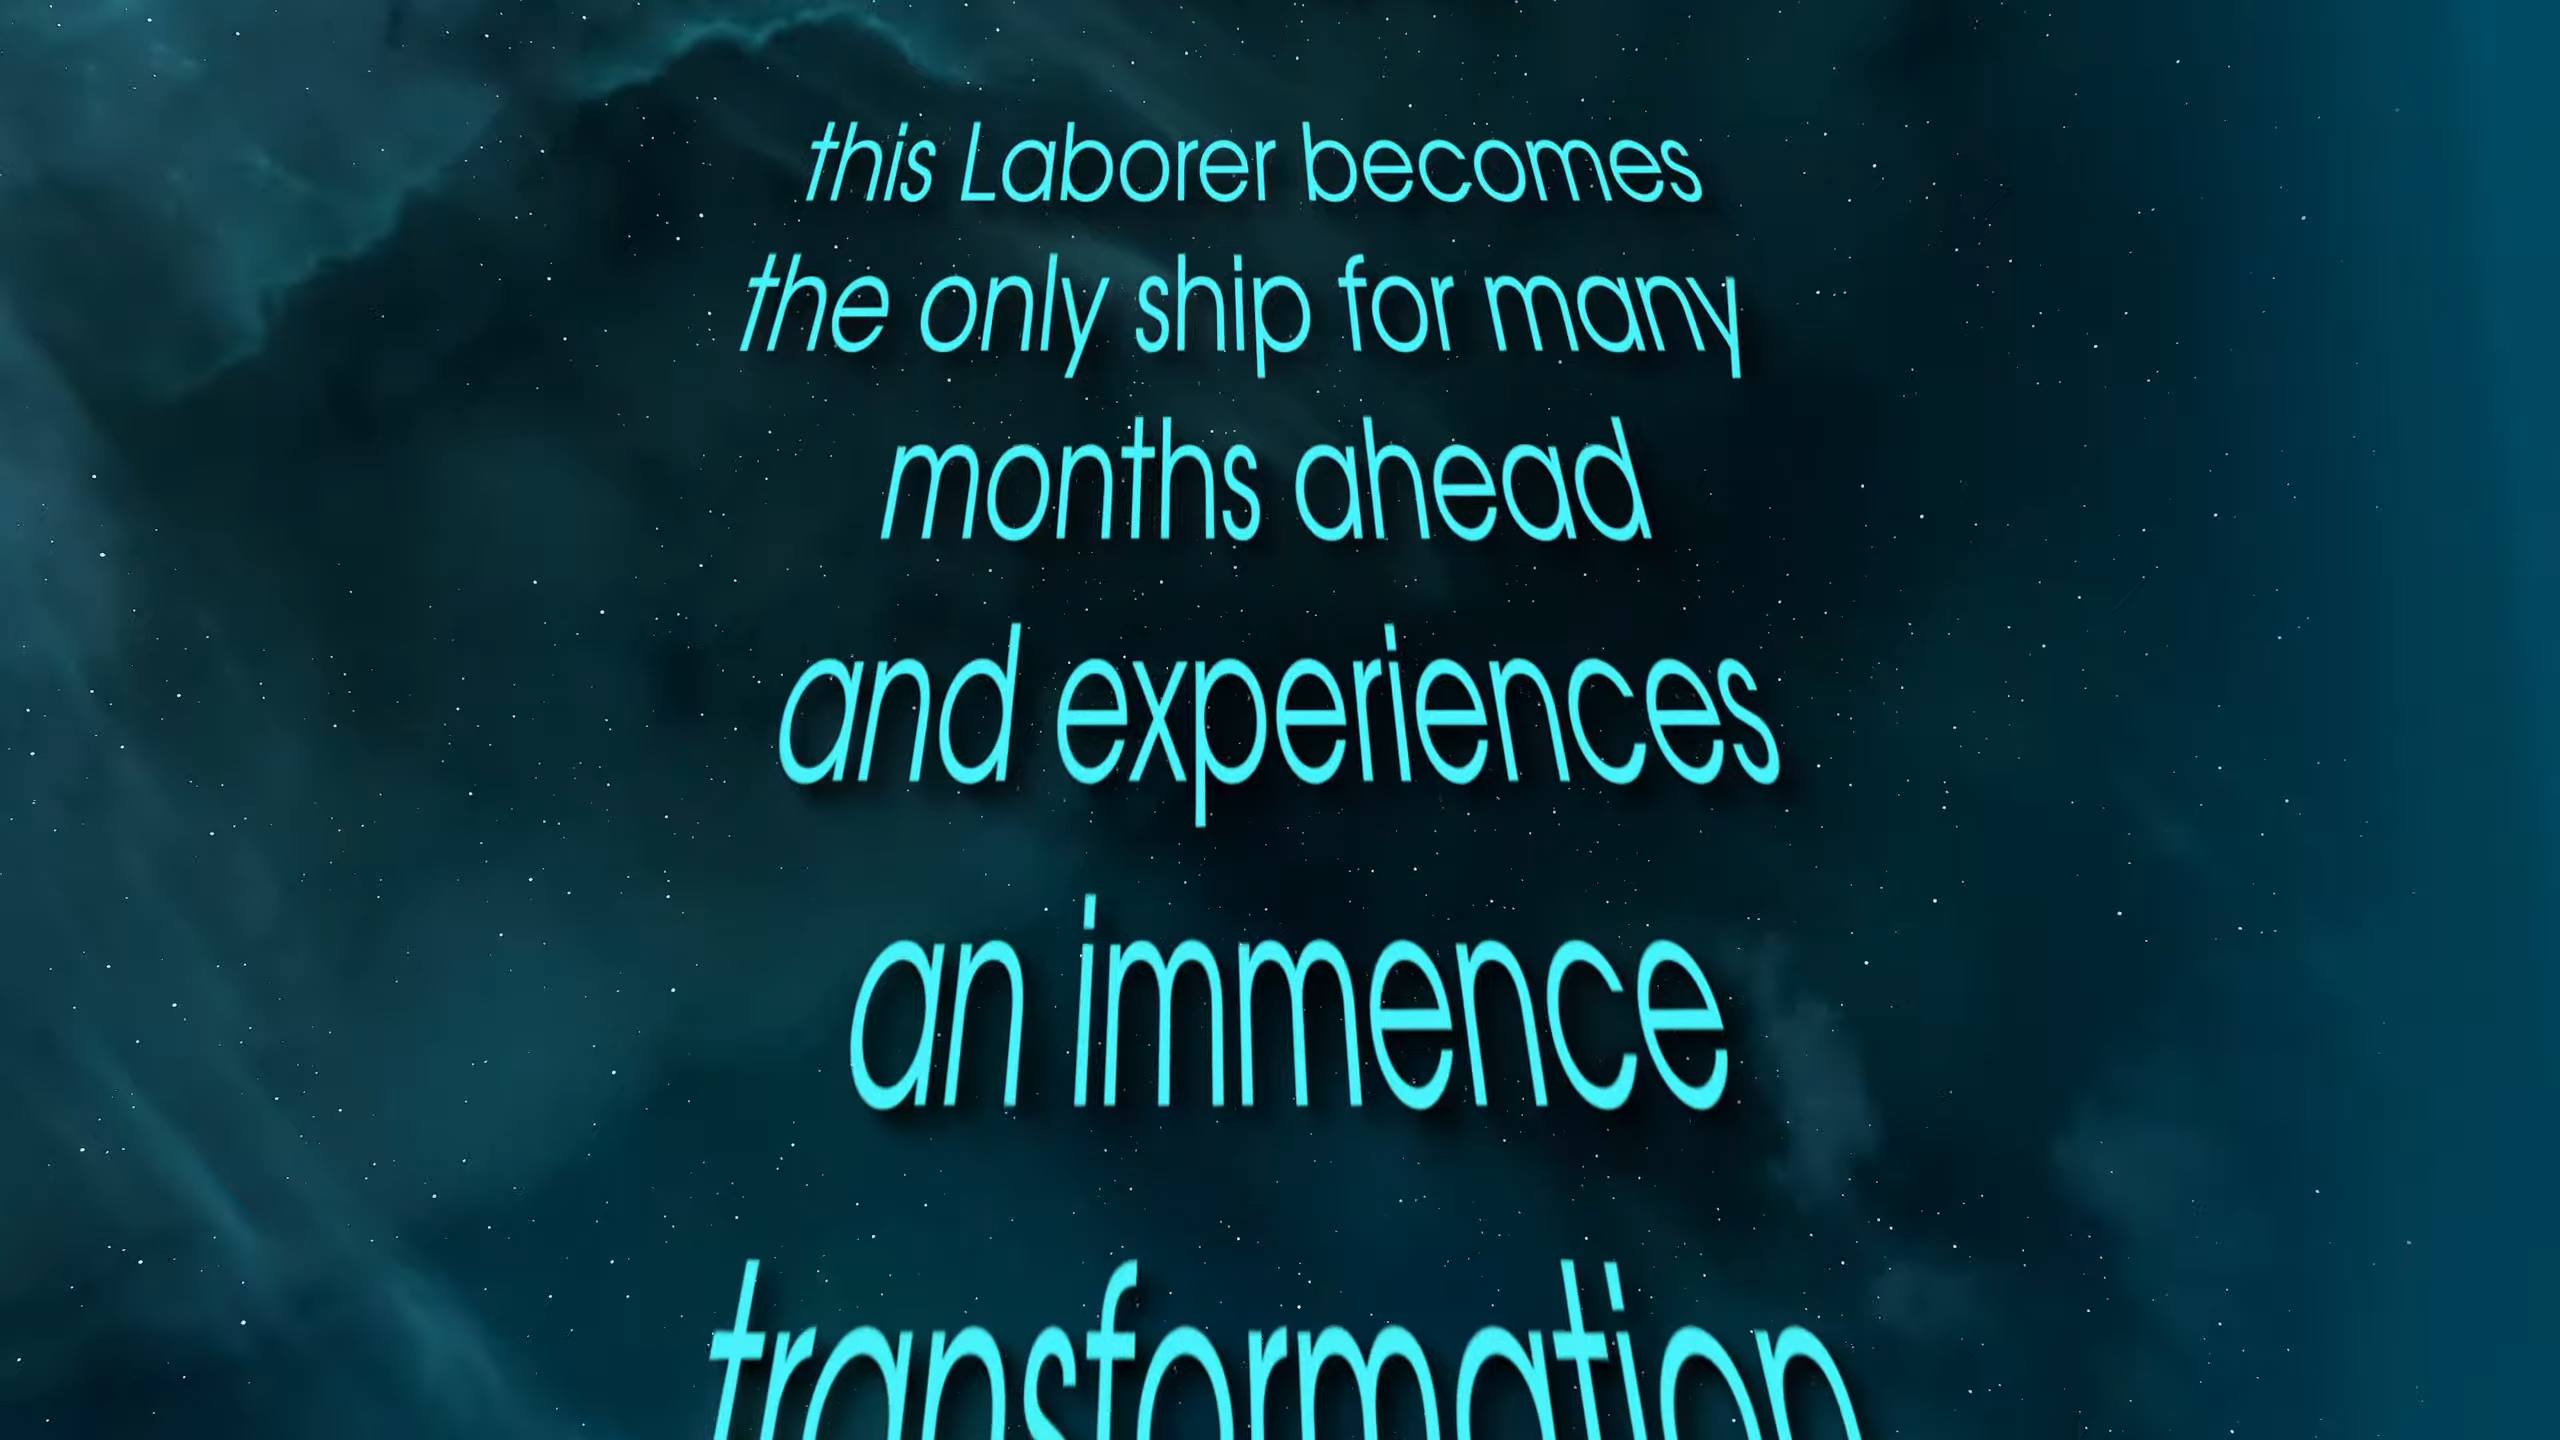 this Laborer becomes
the only ship for many
months ahead
and experiences
an immence
transformation